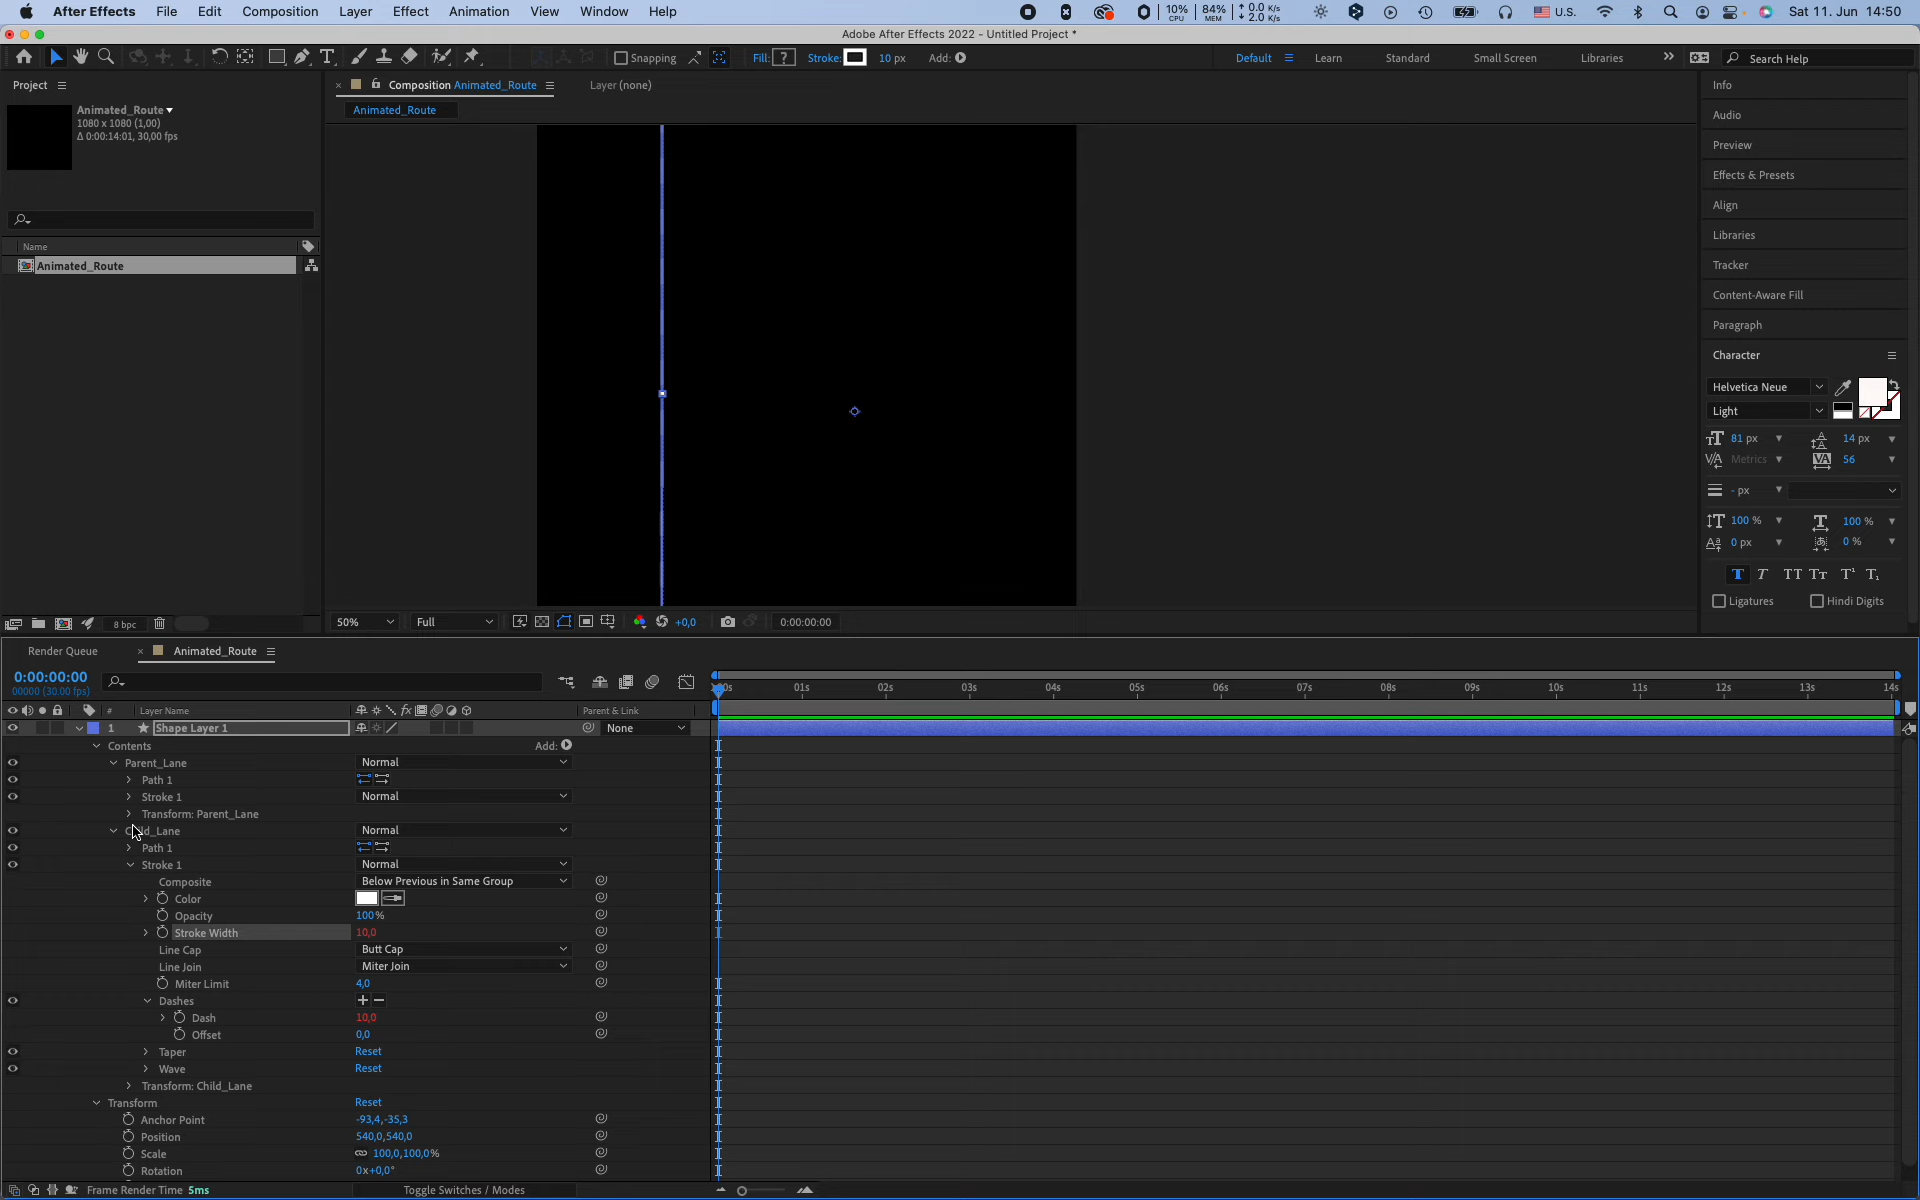 After Effects File Edit Composition Layer Effect Animation View Window Help 10% CPU 84% MEM 0.0 K/s 2.0 K/s U.S. Sat 11. Jun 14:50
Adobe After Effects 2022 - Untitled Project *
Snapping Fill: ? Stroke: 10 px Add: Default Learn Standard Small Screen Libraries Search Help
Project
Composition Animated_Route Layer (none)
Animated_Route
Animated_Route
1080 x 1080 (1,00)
Δ 0:00:14:01, 30,00 fps
Name
Animated_Route
8 bpc
50% Full +0,0 0:00:00:00
Info
Audio
Preview
Effects & Presets
Align
Libraries
Tracker
Content-Aware Fill
Paragraph
Character
Helvetica Neue
Light
81 px 14 px
Metrics 56
- px
100 % 100 %
0 px 0 %
T T TT Tt T¹ T₁
Ligatures Hindi Digits
Render Queue Animated_Route
0:00:00:00
00000 (30.00 fps)
01s 02s 03s 04s 05s 06s 07s 08s 09s 10s 11s 12s 13s 14s
# Layer Name fx Parent & Link
1 Shape Layer 1 None
Contents Add:
Parent_Lane Normal
Path 1
Stroke 1 Normal
Transform: Parent_Lane
Child_Lane Normal
Path 1
Stroke 1 Normal
Composite Below Previous in Same Group
Color
Opacity 100%
Stroke Width 10,0
Line Cap Butt Cap
Line Join Miter Join
Miter Limit 4,0
Dashes + −
Dash 10,0
Offset 0,0
Taper Reset
Wave Reset
Transform: Child_Lane
Transform Reset
Anchor Point -93,4,-35,3
Position 540,0,540,0
Scale 100,0,100,0%
Rotation 0x+0,0°
Frame Render Time 5ms Toggle Switches / Modes